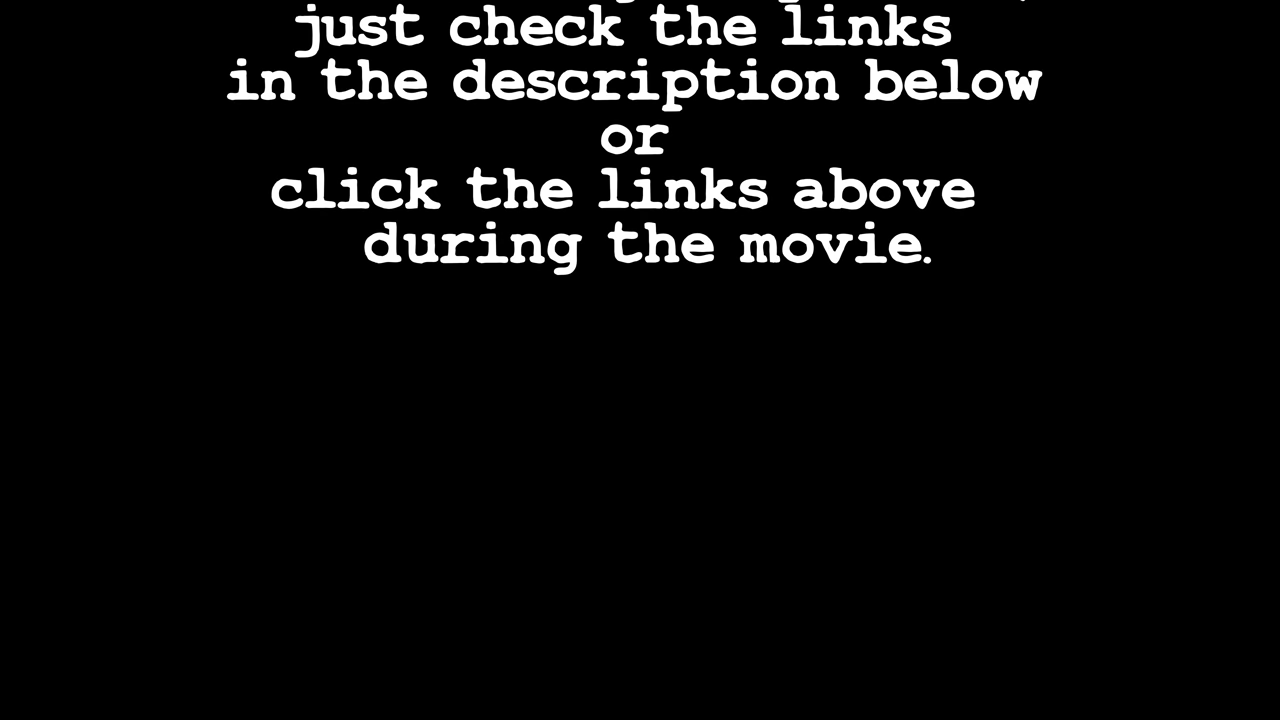 just check the links
in the description below
or
click the links above
during the movie.